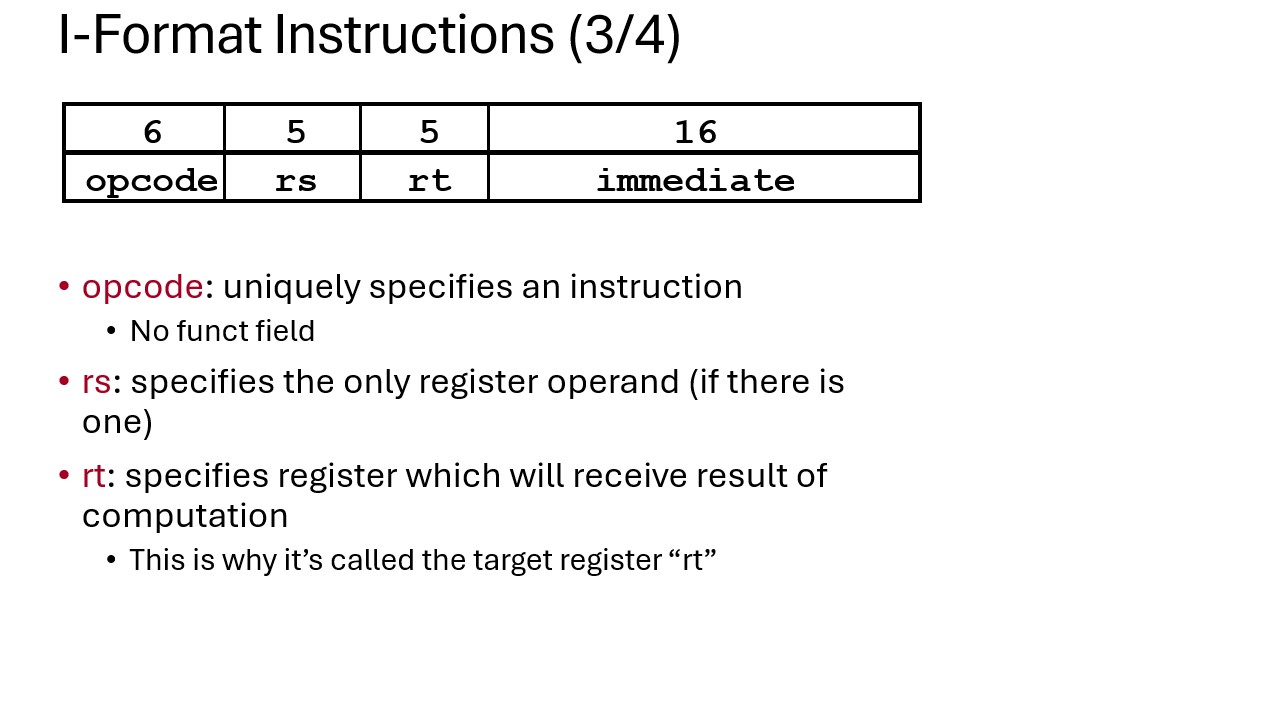 I-Format Instructions (3/4)
6 5 5 16
opcode rs rt immediate
• opcode: uniquely specifies an instruction
• No funct field
• rs: specifies the only register operand (if there is
one)
• rt: specifies register which will receive result of
computation
• This is why it’s called the target register “rt”